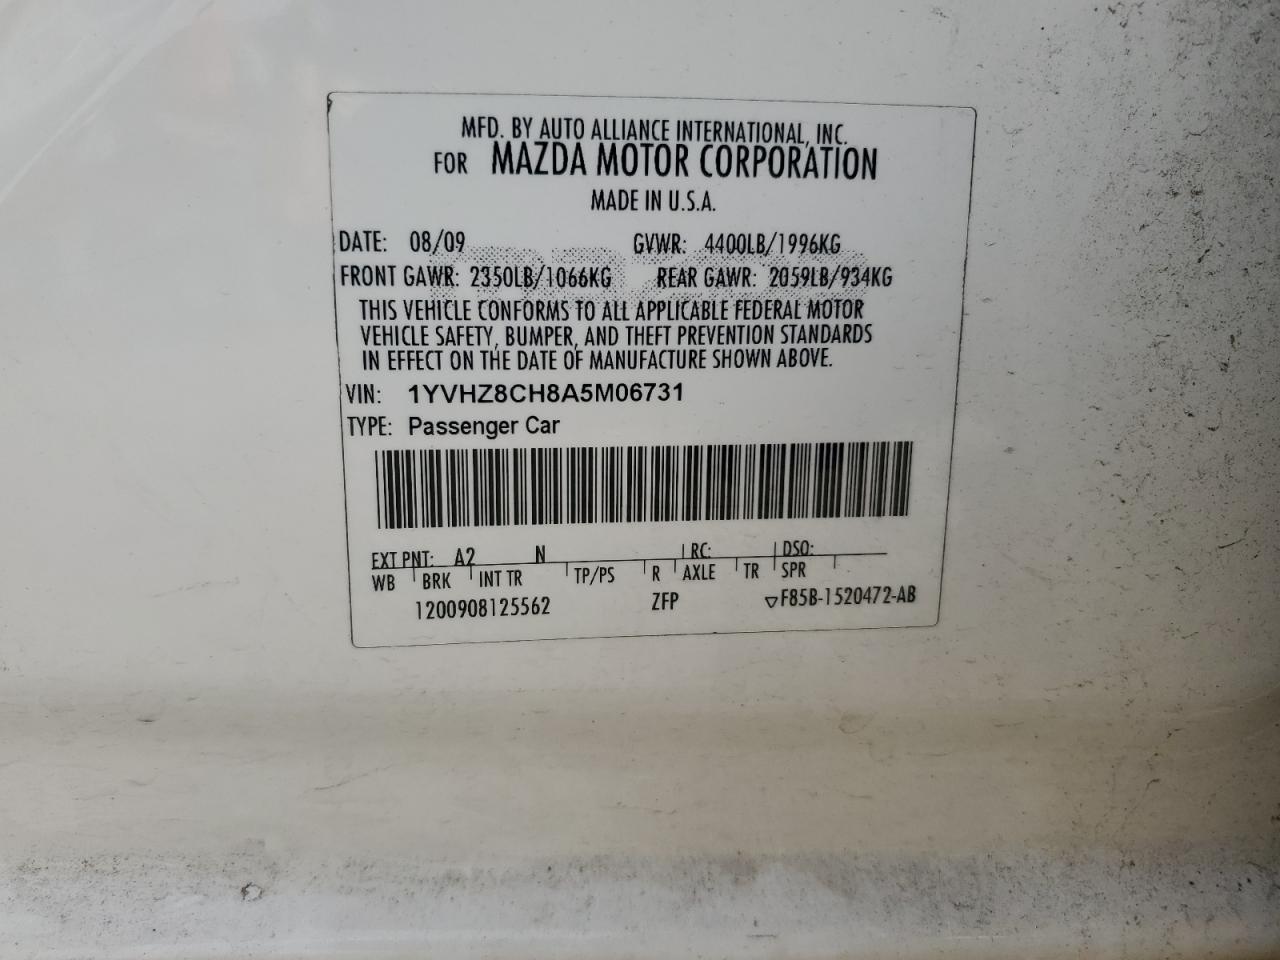 MFD. BY AUTO ALLIANCE INTERNATIONAL, INC.
FOR MAZDA MOTOR CORPORATION
MADE IN U.S.A.
DATE: 08/09 GVWR: 4400LB/1996KG
FRONT GAWR: 2350LB/1066KG REAR GAWR: 2059LB/934KG
THIS VEHICLE CONFORMS TO ALL APPLICABLE FEDERAL MOTOR
VEHICLE SAFETY, BUMPER, AND THEFT PREVENTION STANDARDS
IN EFFECT ON THE DATE OF MANUFACTURE SHOWN ABOVE.
VIN: 1YVHZ8CH8A5M06731
TYPE: Passenger Car
EXT PNT: A2 N RC: DSO:
WB BRK INT TR TP/PS R AXLE TR SPR
1200908125562 ZFP ▽F85B-1520472-AB